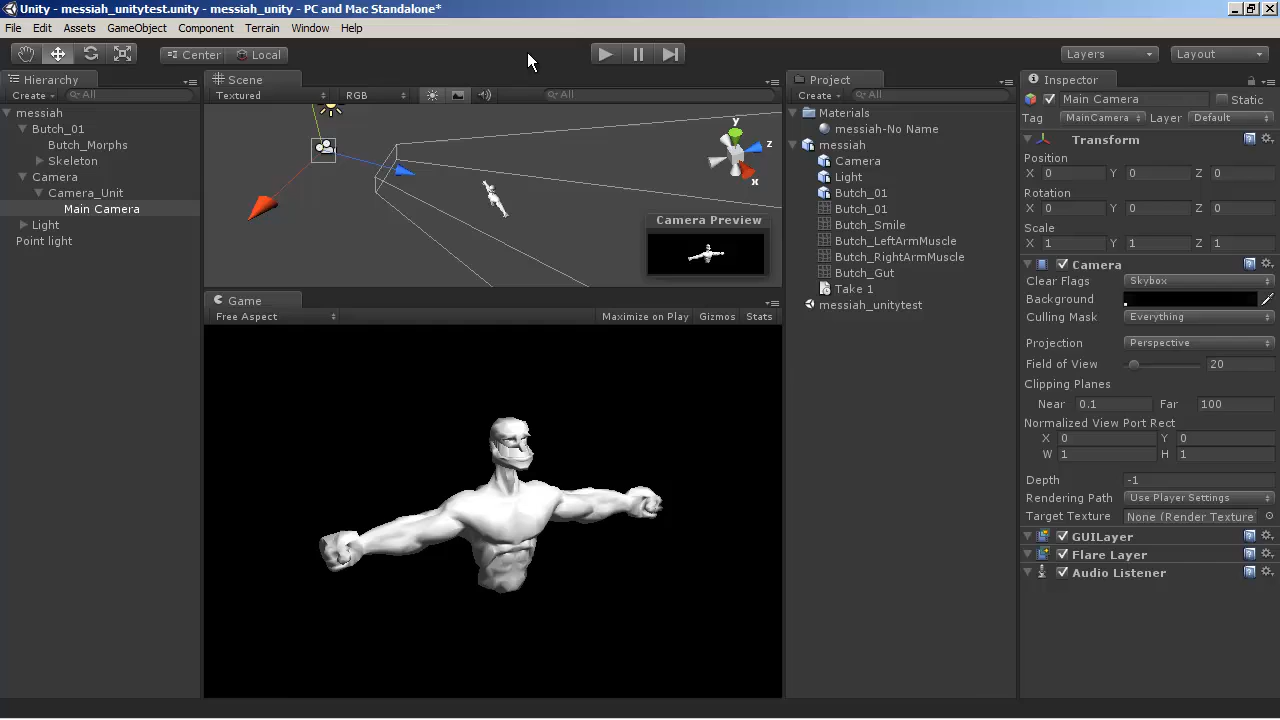 Unity - messiah_unitytest.unity - messiah_unity - PC and Mac Standalone*
File Edit Assets GameObject Component Terrain Window Help
Center Local
Layers
Layout
Hierarchy
Create All
messiah
Butch_01
Butch_Morphs
Skeleton
Camera
Camera_Unit
Main Camera
Light
Point light
Scene
Textured RGB All
y
z
x
Camera Preview
Game
Free Aspect Maximize on Play Gizmos Stats
Project
Create All
Materials
messiah-No Name
messiah
Camera
Light
Butch_01
Butch_01
Butch_Smile
Butch_LeftArmMuscle
Butch_RightArmMuscle
Butch_Gut
Take 1
messiah_unitytest
Inspector
Main Camera Static
Tag MainCamera Layer Default
Transform
Position
X 0 Y 0 Z 0
Rotation
X 0 Y 0 Z 0
Scale
X 1 Y 1 Z 1
Camera
Clear Flags Skybox
Background
Culling Mask Everything
Projection Perspective
Field of View 20
Clipping Planes
Near 0.1 Far 100
Normalized View Port Rect
X 0 Y 0
W 1 H 1
Depth -1
Rendering Path Use Player Settings
Target Texture None (Render Texture
GUILayer
Flare Layer
Audio Listener